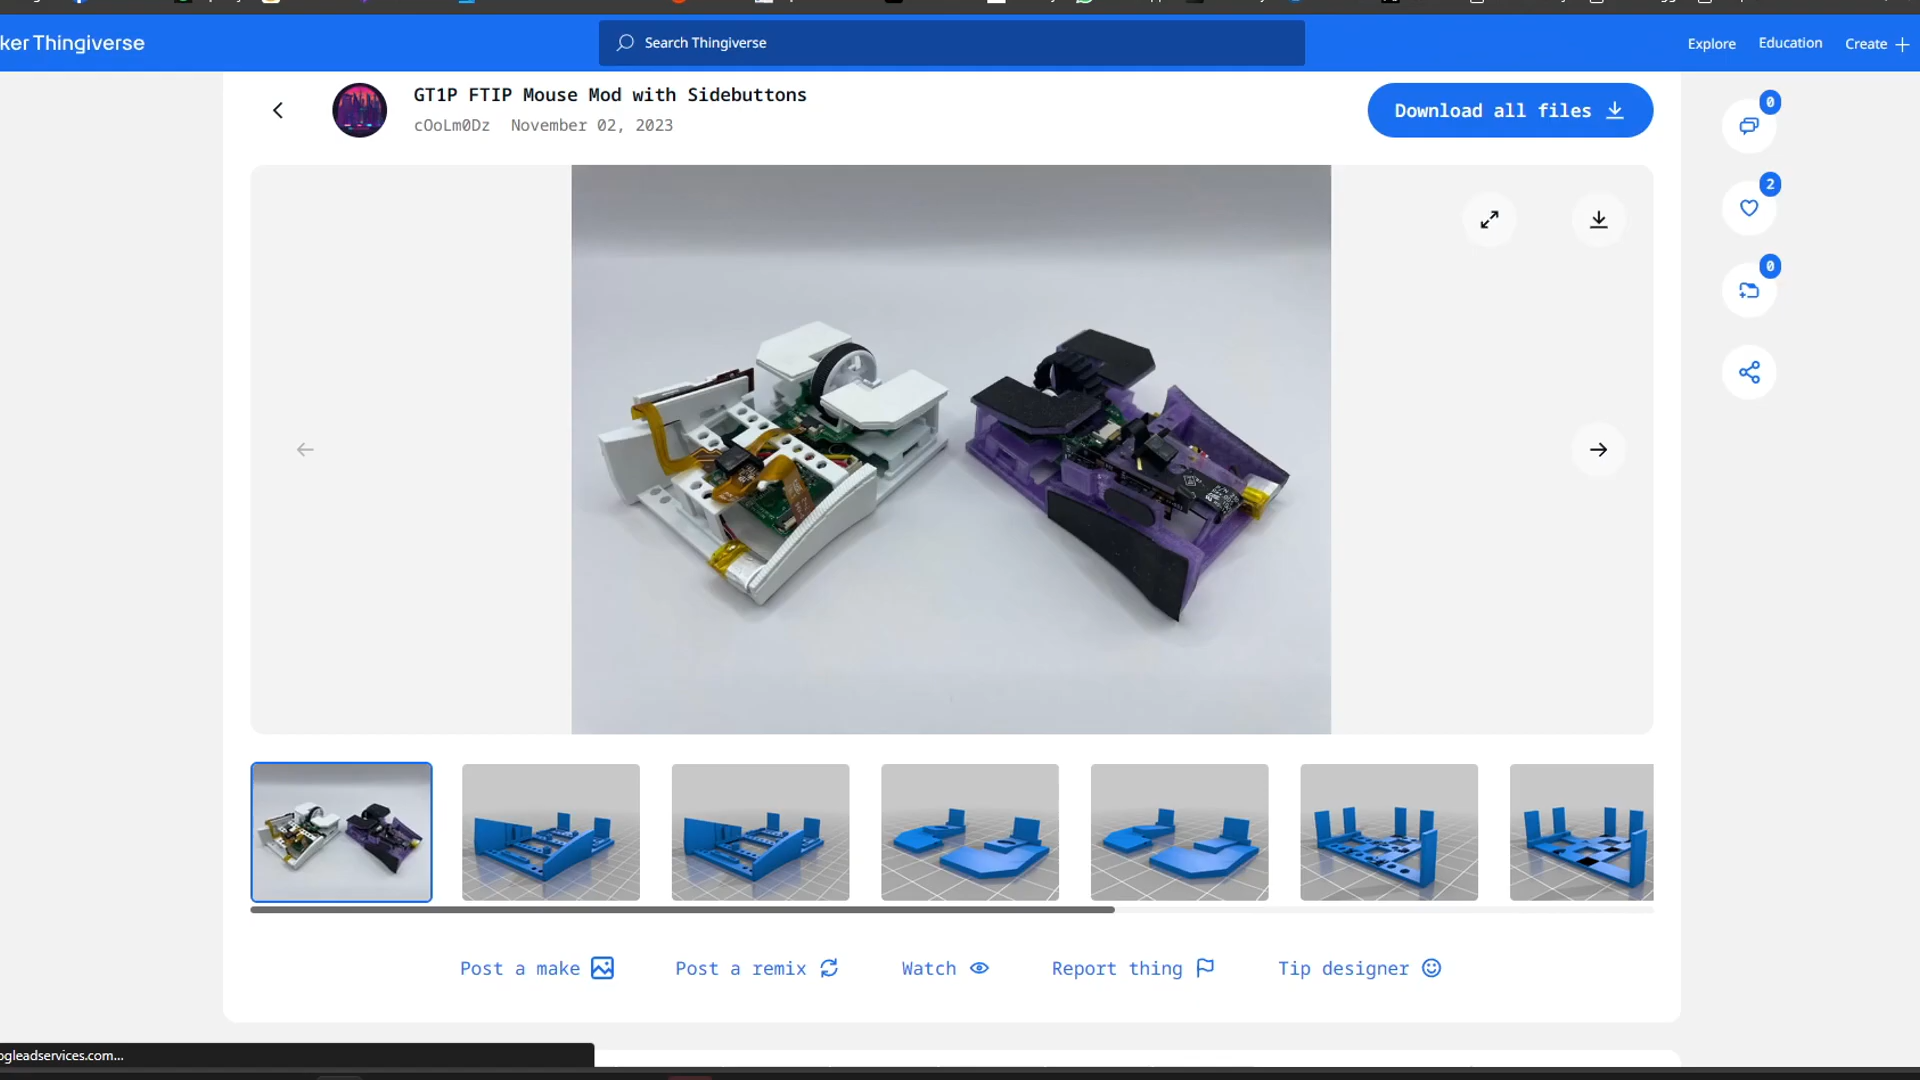 ker Thingiverse
Search Thingiverse
Explore
Education
Create
GT1P FTIP Mouse Mod with Sidebuttons
cOoLm0Dz November 02, 2023
Download all files
0
2
0
Post a make
Post a remix
Watch
Report thing
Tip designer
ogleadservices.com...